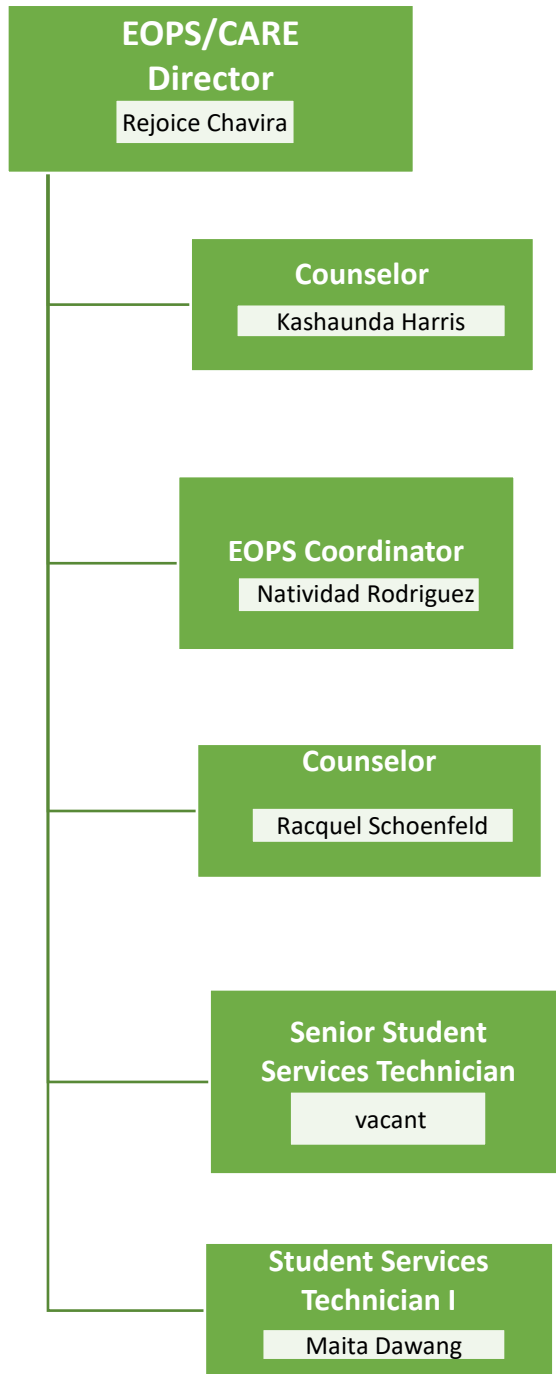 EOPS/CARE
Director
Rejoice Chavira
Counselor
Kashaunda Harris
EOPS Coordinator
Natividad Rodriguez
Counselor
Racquel Schoenfeld
Senior Student
Services Technician
vacant
Student Services
Technician I
Maita Dawang